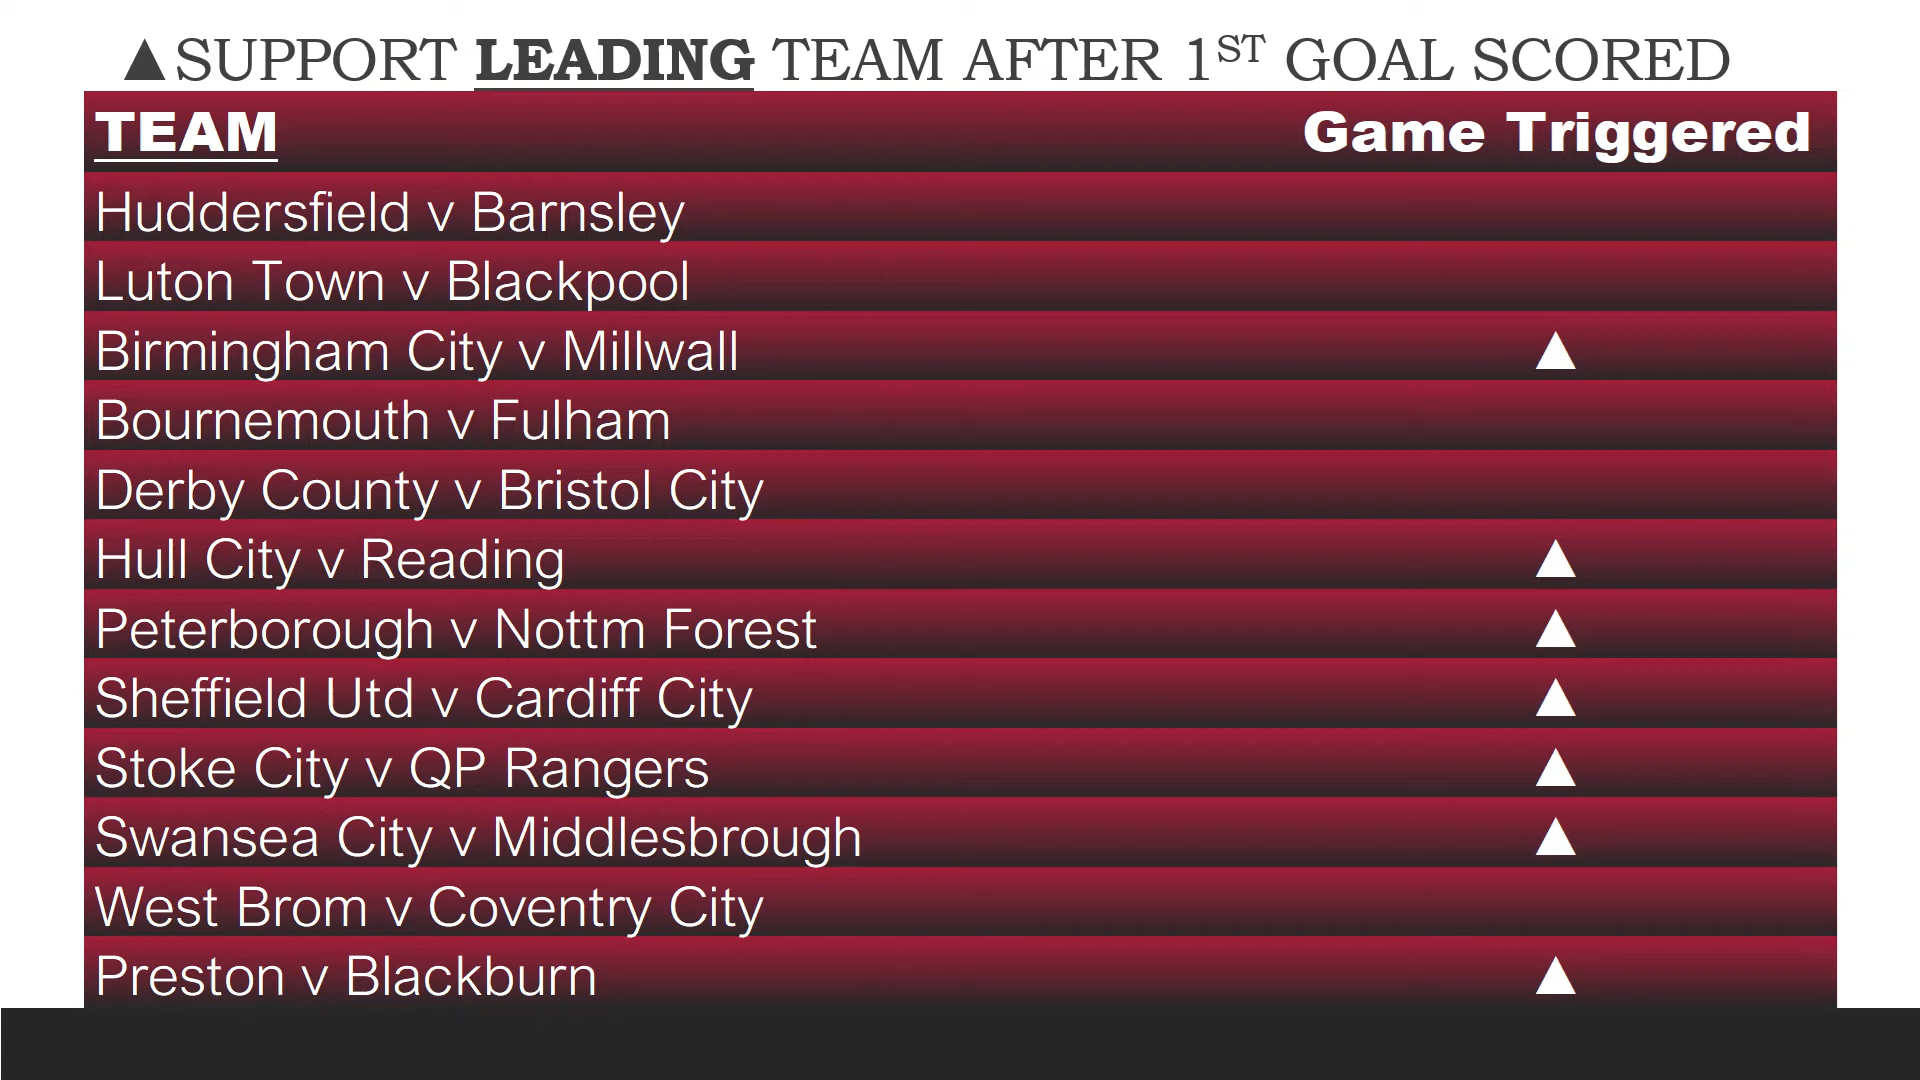 ▲SUPPORT LEADING TEAM AFTER 1ST GOAL SCORED
TEAM Game Triggered
Huddersfield v Barnsley
Luton Town v Blackpool
Birmingham City v Millwall ▲
Bournemouth v Fulham
Derby County v Bristol City
Hull City v Reading ▲
Peterborough v Nottm Forest ▲
Sheffield Utd v Cardiff City ▲
Stoke City v QP Rangers ▲
Swansea City v Middlesbrough ▲
West Brom v Coventry City
Preston v Blackburn ▲